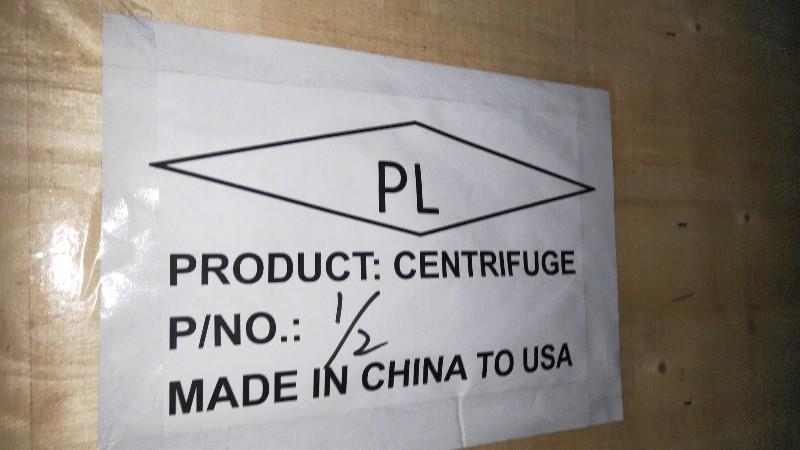 PL
PRODUCT: CENTRIFUGE
P/NO.: 1/2
MADE IN CHINA TO USA